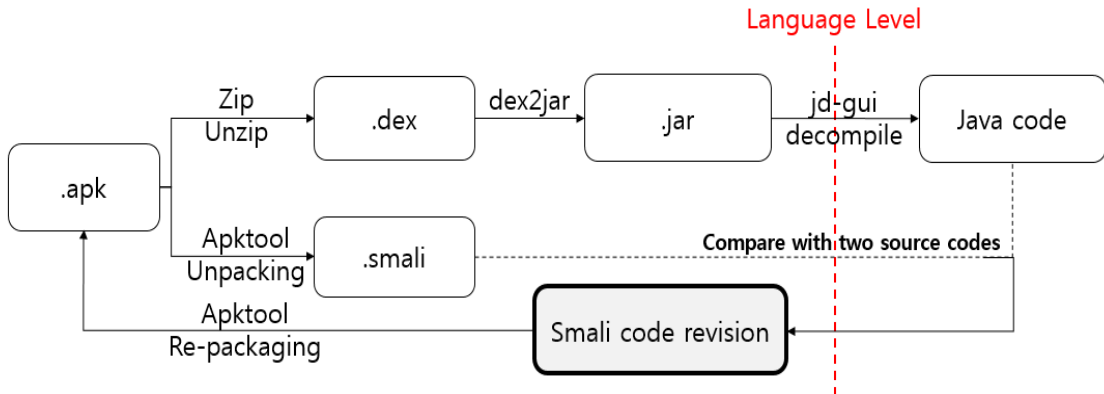 Language Level
Zip
Unzip
.dex
dex2jar
.jar
jd-gui
decompile
Java code
.apk
Apktool
Unpacking
.smali
Compare with two source codes
Apktool
Re-packaging
Smali code revision